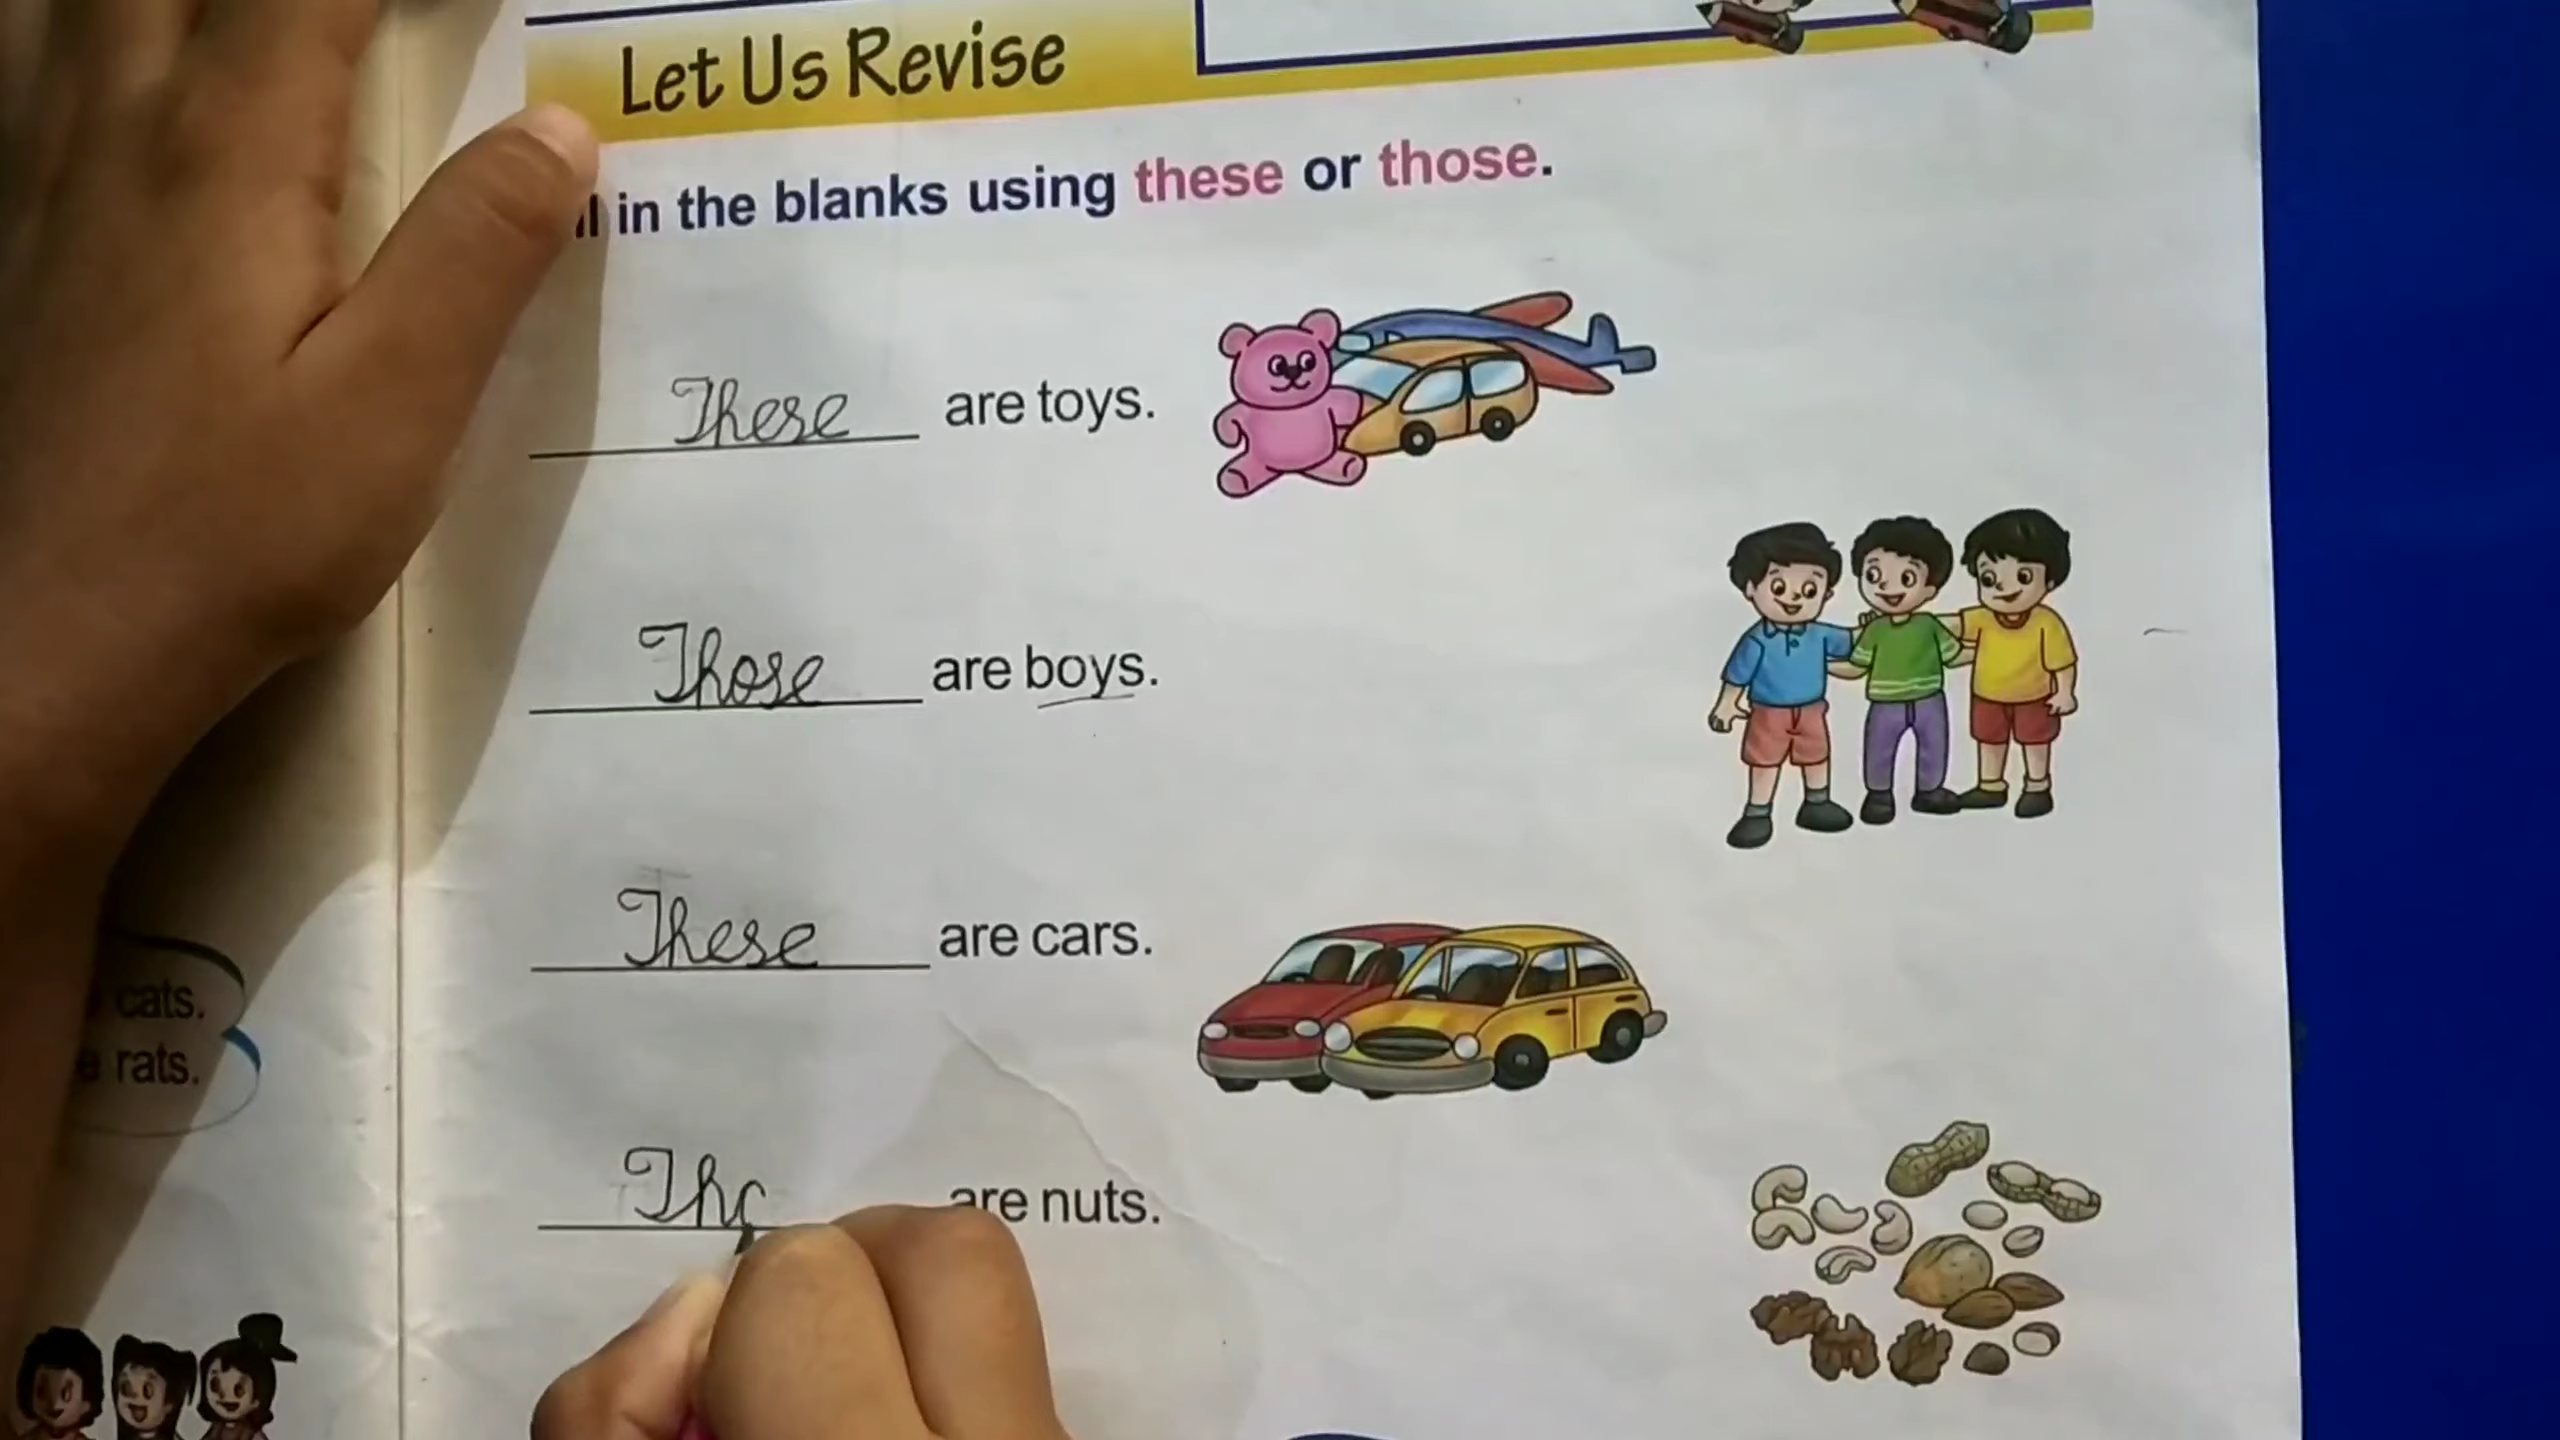 Let Us Revise
in the blanks using these or those.
These are toys.
Those are boys.
These are cars.
are nuts.
cats.
rats.